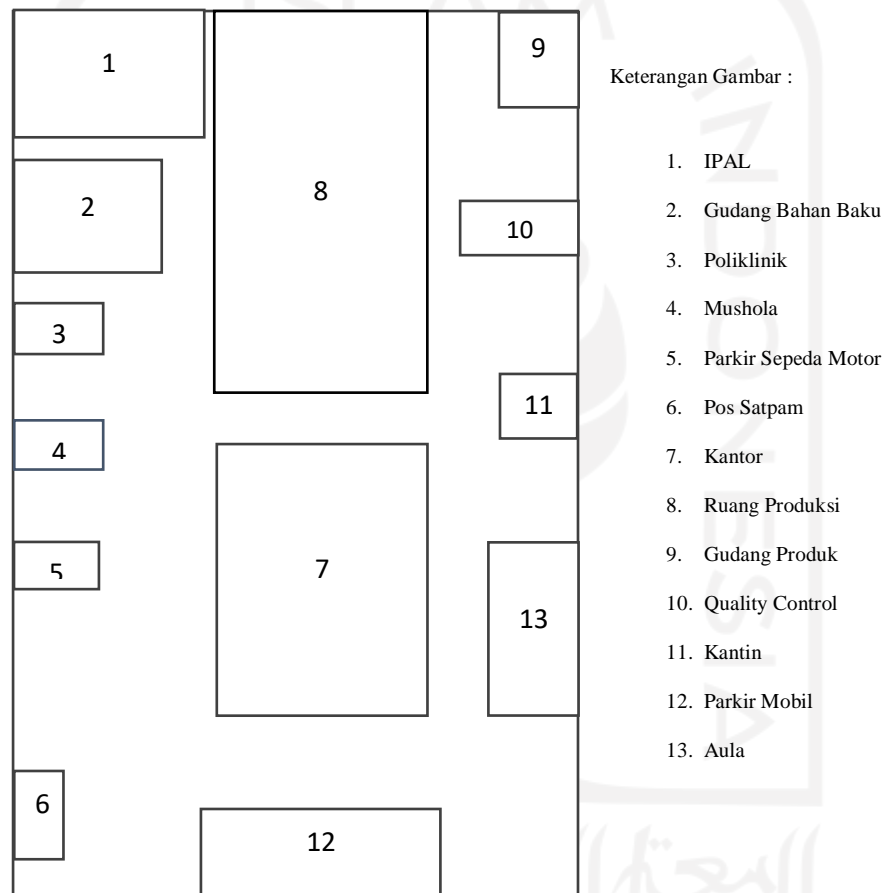 1
9
Keterangan Gambar :
1. IPAL
2
8
10
2. Gudang Bahan Baku
3. Poliklinik
3
4. Mushola
5. Parkir Sepeda Motor
11
4
6. Pos Satpam
7. Kantor
8. Ruang Produksi
5
7
9. Gudang Produk
13
10. Quality Control
11. Kantin
12. Parkir Mobil
13. Aula
6
12
INDONESIA